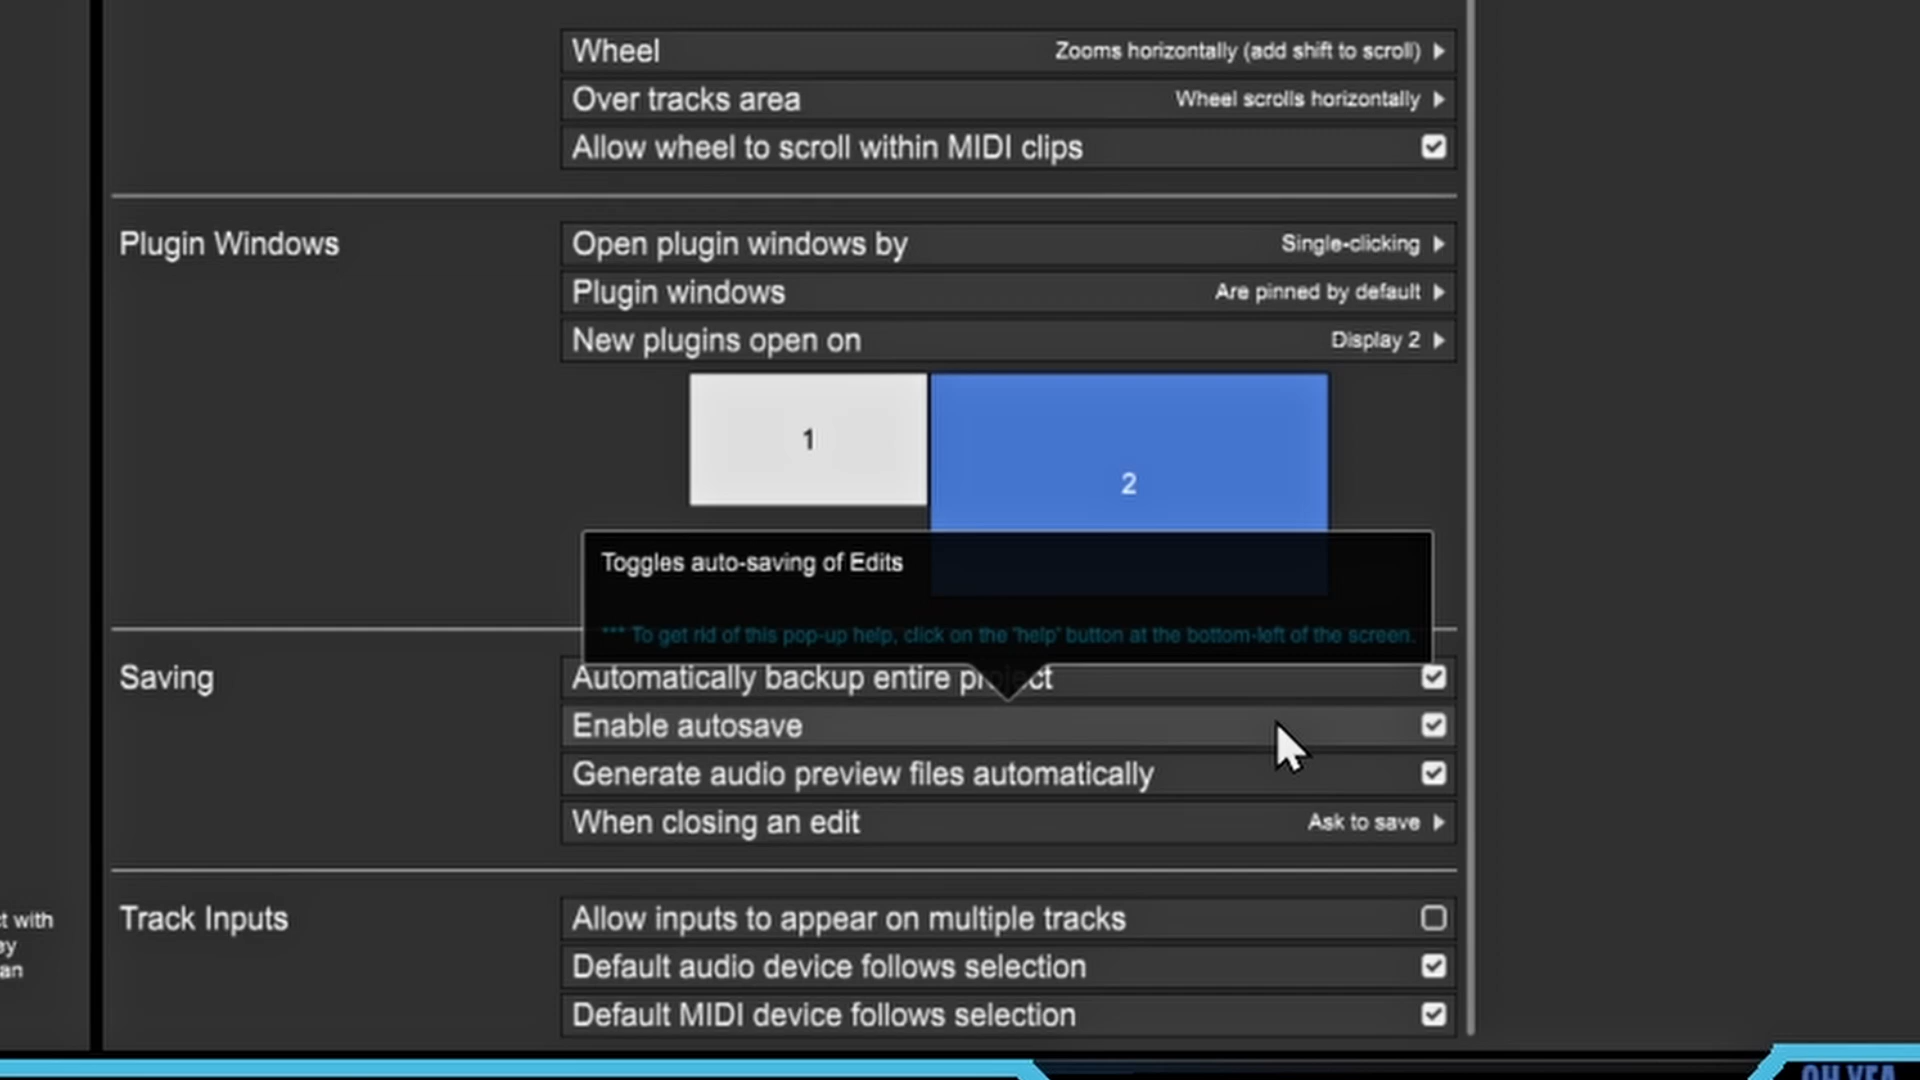 Wheel Zooms horizontally (add shift to scroll)
Over tracks area Wheel scrolls horizontally
Allow wheel to scroll within MIDI clips
Plugin Windows Open plugin windows by Single-clicking
Plugin windows Are pinned by default
New plugins open on Display 2
1
2
Toggles auto-saving of Edits
*** To get rid of this pop-up help, click on the 'help' button at the bottom-left of the screen.
Saving Automatically backup entire project
Enable autosave
Generate audio preview files automatically
When closing an edit Ask to save
Track Inputs Allow inputs to appear on multiple tracks
with
Default audio device follows selection
an
Default MIDI device follows selection